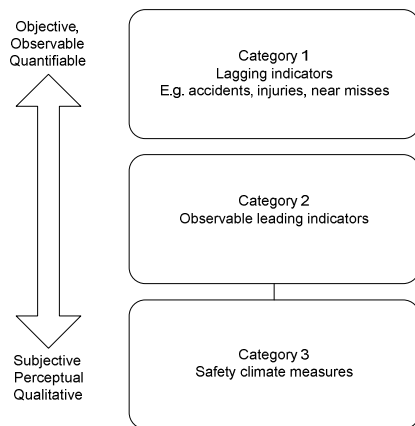 Objective,
Observable
Quantifiable
Category 1
Lagging indicators
E.g. accidents, injuries, near misses
Category 2
Observable leading indicators
Category 3
Safety climate measures
Subjective
Perceptual
Qualitative